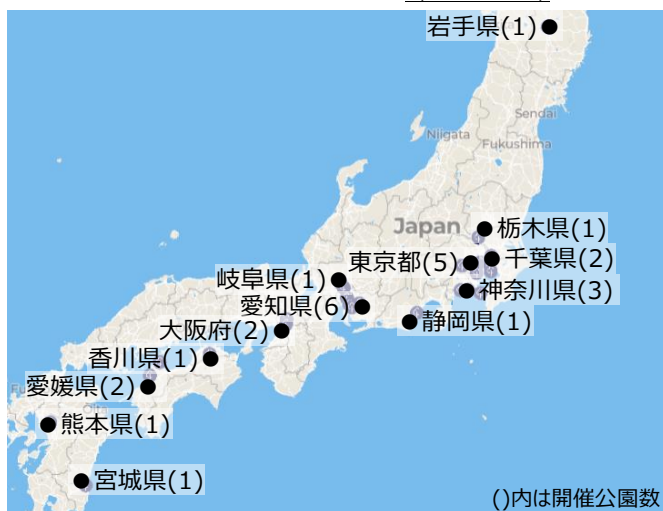 岩手県(1)
Sendai
Niigata
Fukushima
Japan
栃木県(1)
東京都(5)
千葉県(2)
岐阜県(1)
神奈川県(3)
愛知県(6)
大阪府(2)
静岡県(1)
香川県(1)
愛媛県(2)
熊本県(1)
宮城県(1)
()内は開催公園数